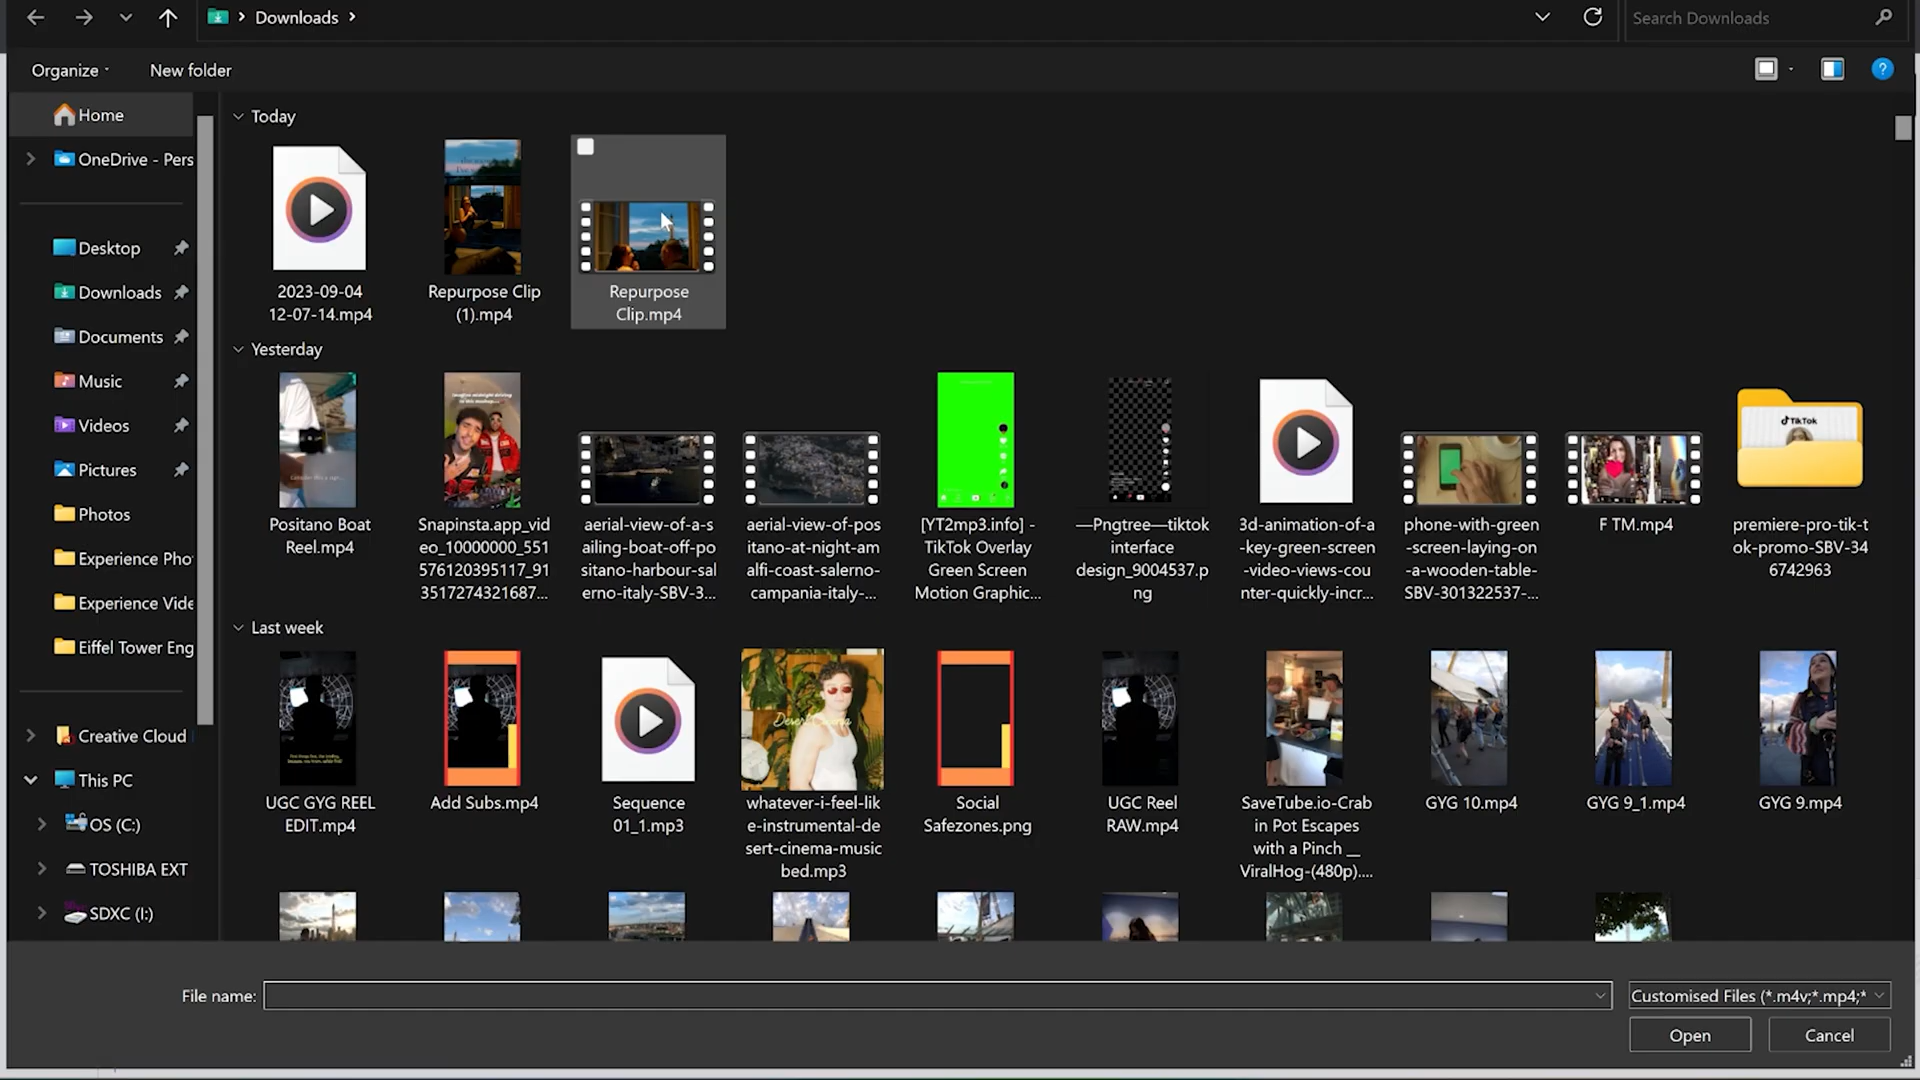 Downloads
Search Downloads
Organize
New folder
Home
OneDrive - Pers
Desktop
Downloads
Documents
Music
Videos
Pictures
Photos
Experience Pho
Experience Vide
Eiffel Tower Eng
Creative Cloud
This PC
OS (C:)
TOSHIBA EXT
SDXC (I:)
Today
2023-09-04
12-07-14.mp4
Repurpose Clip
(1).mp4
Repurpose
Clip.mp4
Yesterday
Positano Boat
Reel.mp4
Snapinsta.app_vid
eo_10000000_551
576120395117_91
3517274321687...
aerial-view-of-a-s
ailing-boat-off-po
sitano-harbour-sal
erno-italy-SBV-3...
aerial-view-of-pos
itano-at-night-am
alfi-coast-salerno-
campania-italy-...
[YT2mp3.info] -
TikTok Overlay
Green Screen
Motion Graphic...
—Pngtree—tiktok
interface
design_9004537.p
ng
3d-animation-of-a
-key-green-screen
-video-views-cou
nter-quickly-incr...
phone-with-green
-screen-laying-on
-a-wooden-table-
SBV-301322537-...
F TM.mp4
TikTok
premiere-pro-tik-t
ok-promo-SBV-34
6742963
Last week
UGC GYG REEL
EDIT.mp4
Add Subs.mp4
Sequence
01_1.mp3
Desert Cinema
whatever-i-feel-lik
e-instrumental-de
sert-cinema-music
bed.mp3
Social
Safezones.png
UGC Reel
RAW.mp4
SaveTube.io-Crab
in Pot Escapes
with a Pinch __
ViralHog-(480p)....
GYG 10.mp4
GYG 9_1.mp4
GYG 9.mp4
File name:
Customised Files (*.m4v;*.mp4;*
Open
Cancel